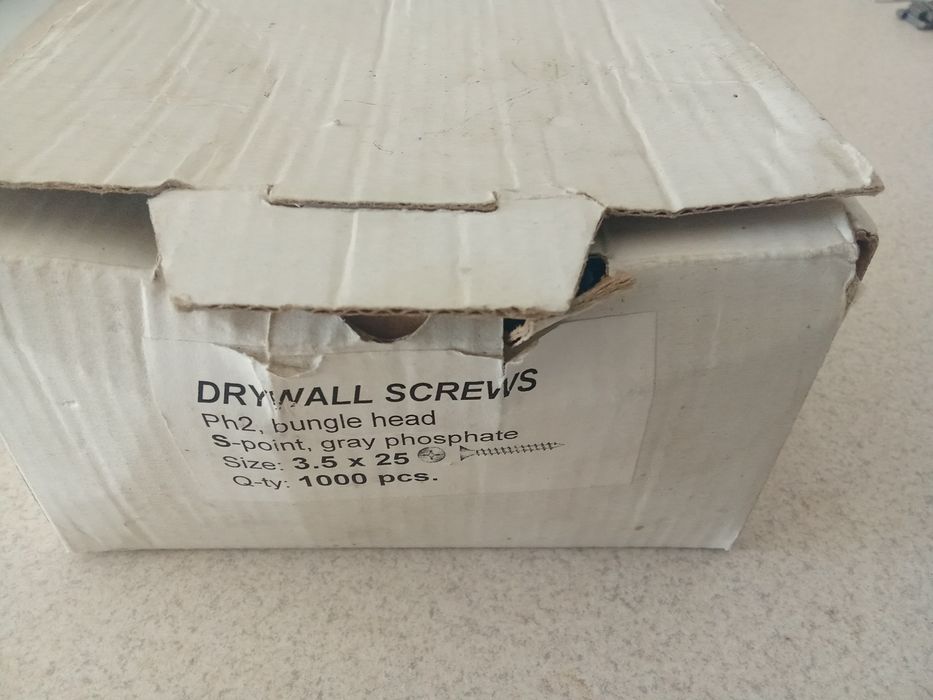 DRYWALL SCREWS
Ph2, bungle head
S-point, gray phosphate
Size: 3.5 x 25
Q-ty: 1000 pcs.